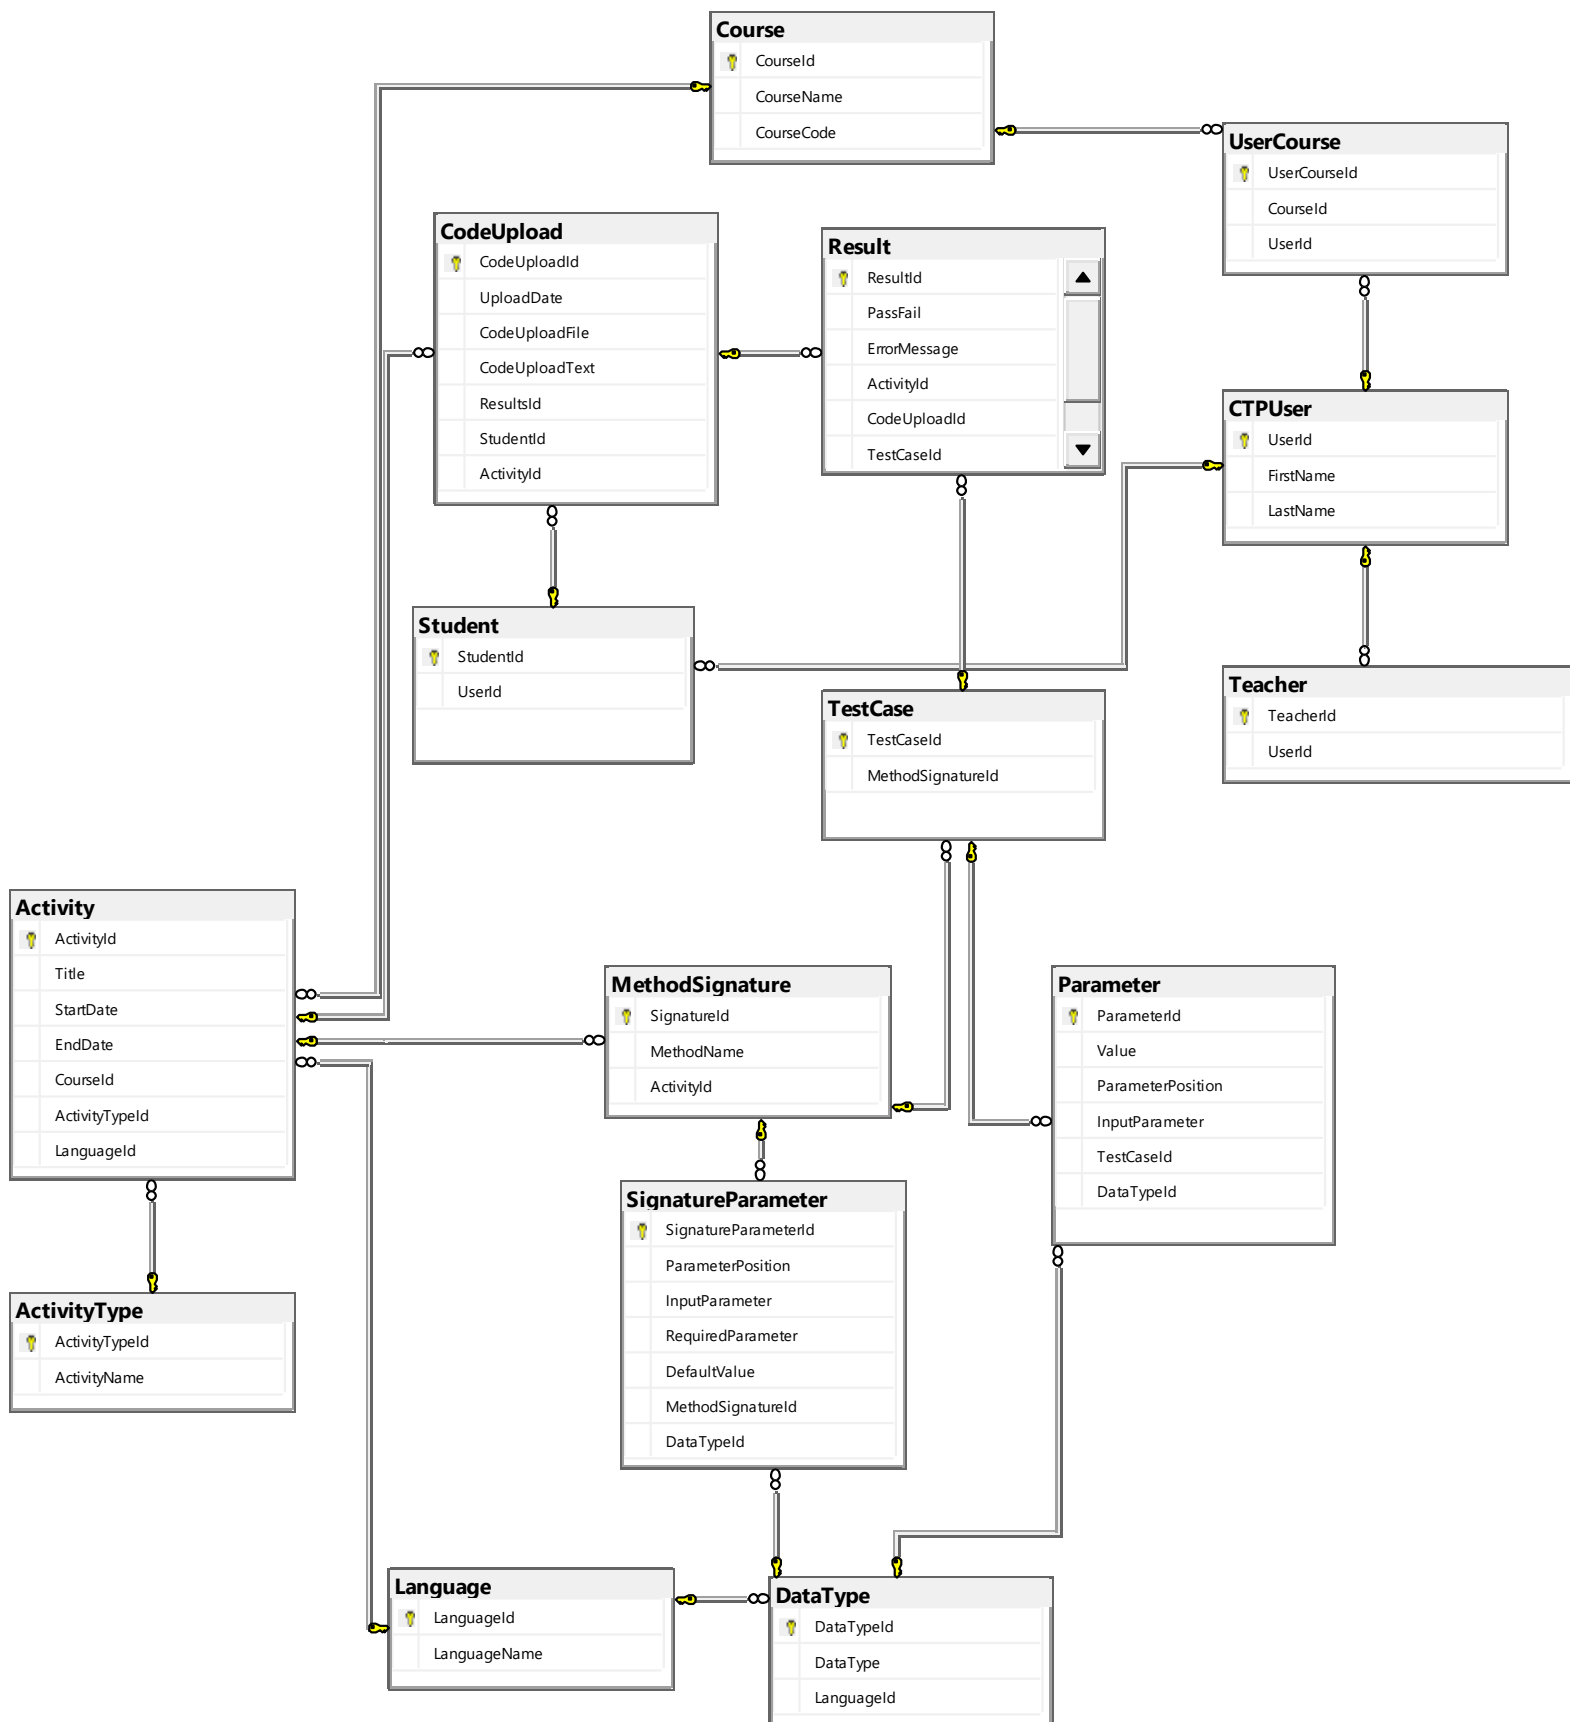 Course
CourseId
CourseName
CourseCode
UserCourse
UserCourseId
CourseId
UserId
CodeUpload
CodeUploadId
UploadDate
CodeUploadFile
CodeUploadText
ResultsId
StudentId
ActivityId
Result
ResultId
PassFail
ErrorMessage
ActivityId
CodeUploadId
TestCaseId
CTPUser
UserId
FirstName
LastName
Student
StudentId
UserId
TestCase
TestCaseId
MethodSignatureId
Teacher
TeacherId
UserId
Activity
ActivityId
Title
StartDate
EndDate
CourseId
ActivityTypeId
LanguageId
MethodSignature
SignatureId
MethodName
ActivityId
Parameter
ParameterId
Value
ParameterPosition
InputParameter
TestCaseId
DataTypeId
SignatureParameter
SignatureParameterId
ParameterPosition
InputParameter
RequiredParameter
DefaultValue
MethodSignatureId
DataTypeId
ActivityType
ActivityTypeId
ActivityName
Language
LanguageId
LanguageName
DataType
DataTypeId
DataType
LanguageId